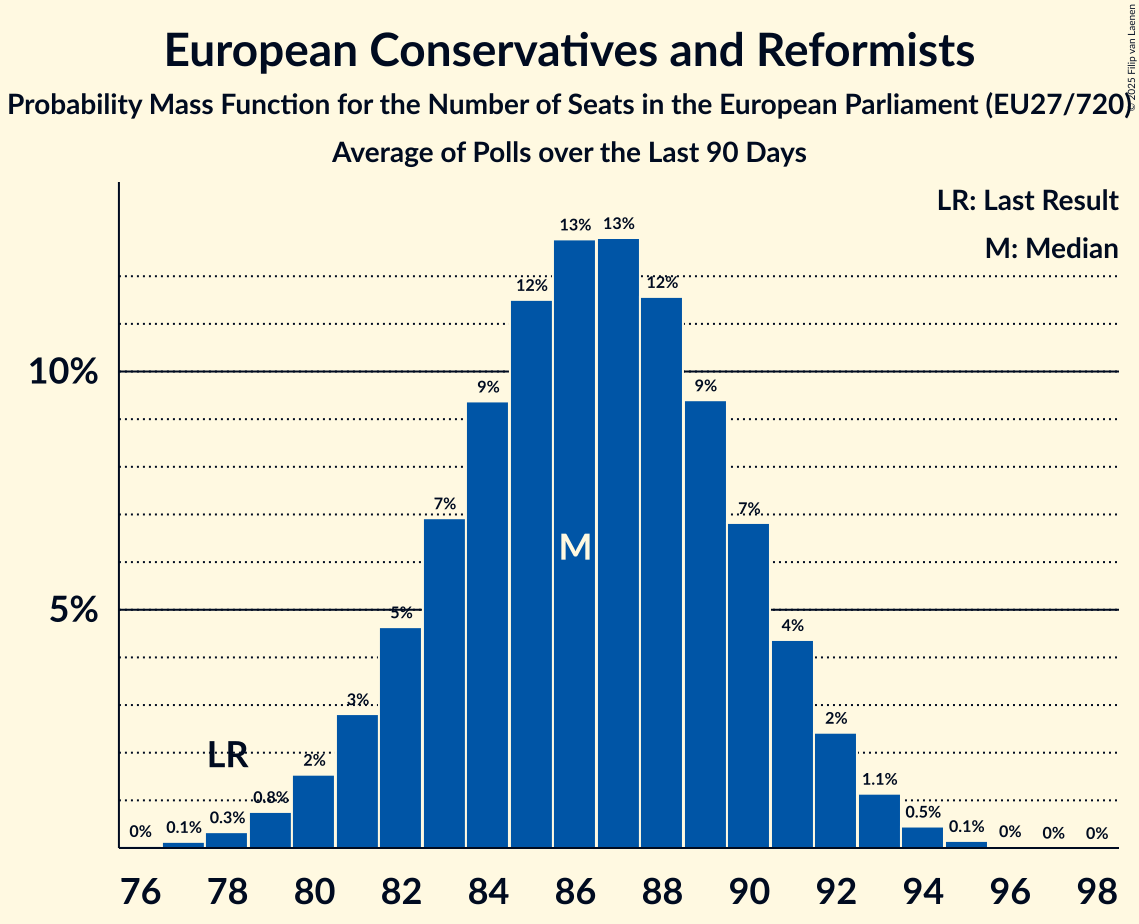 European Conservatives and Reformists
Probability Mass Function for the Number of Seats in the European Parliament (EU27/720)
Average of Polls over the Last 90 Days
© 2025 Filip van Laenen
LR: Last Result
M: Median
10%
5%
0%
0.1%
0.3%
0.8%
2%
3%
5%
7%
9%
12%
13%
13%
12%
9%
7%
4%
2%
1.1%
0.5%
0.1%
0%
0%
0%
LR
M
76 78 80 82 84 86 88 90 92 94 96 98